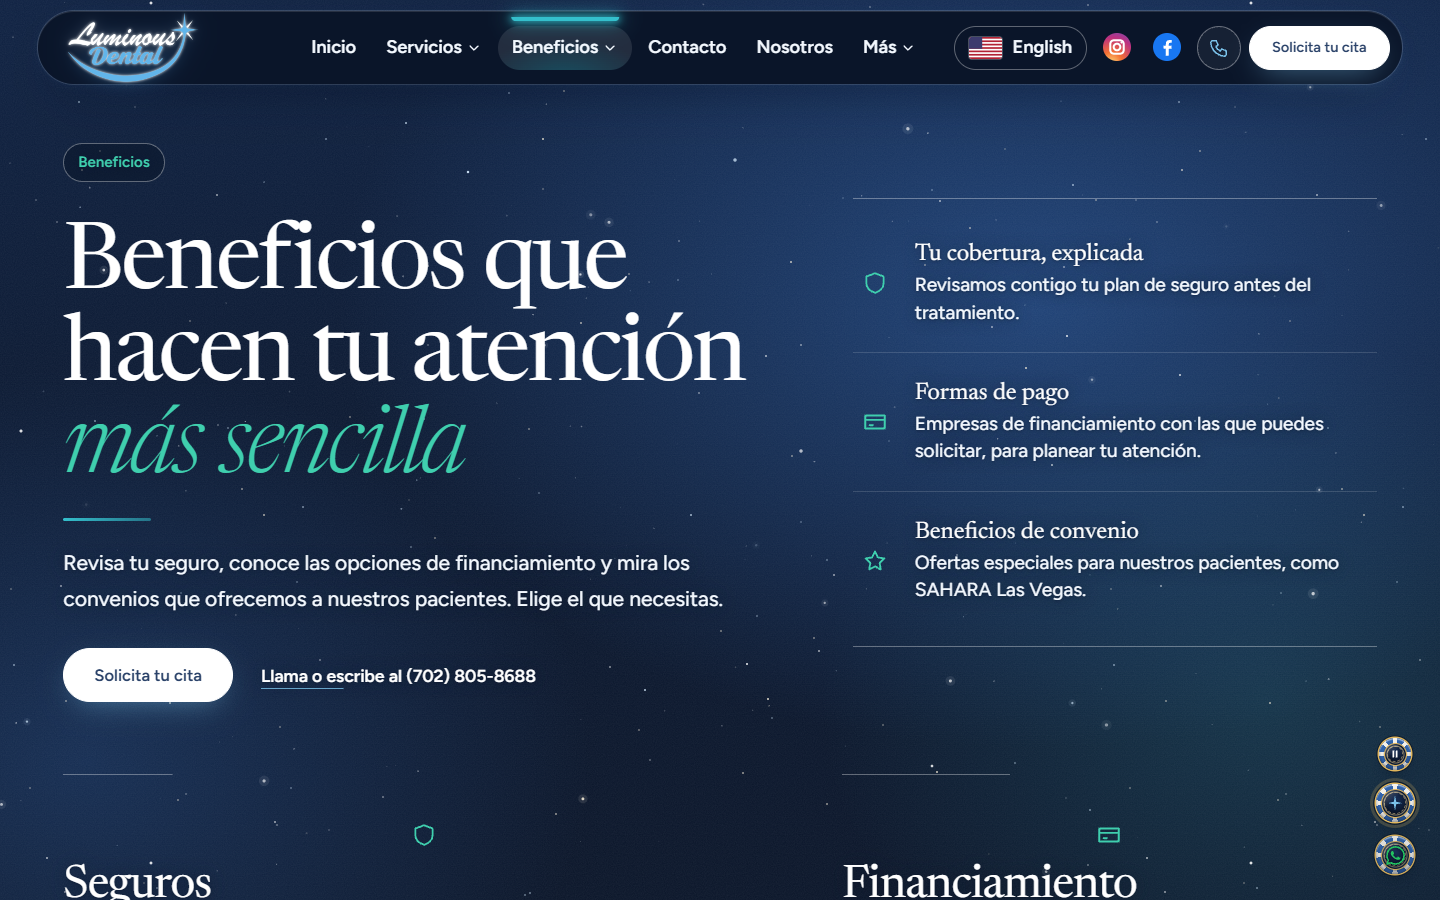 Luminous
Dental
Inicio
Servicios
Beneficios
Contacto
Nosotros
Más
English
Solicita tu cita
Beneficios
Beneficios que
hacen tu atención
más sencilla
Revisa tu seguro, conoce las opciones de financiamiento y mira los
convenios que ofrecemos a nuestros pacientes. Elige el que necesitas.
Solicita tu cita
Llama o escribe al (702) 805-8688
Tu cobertura, explicada
Revisamos contigo tu plan de seguro antes del
tratamiento.
Formas de pago
Empresas de financiamiento con las que puedes
solicitar, para planear tu atención.
Beneficios de convenio
Ofertas especiales para nuestros pacientes, como
SAHARA Las Vegas.
Seguros
Financiamiento